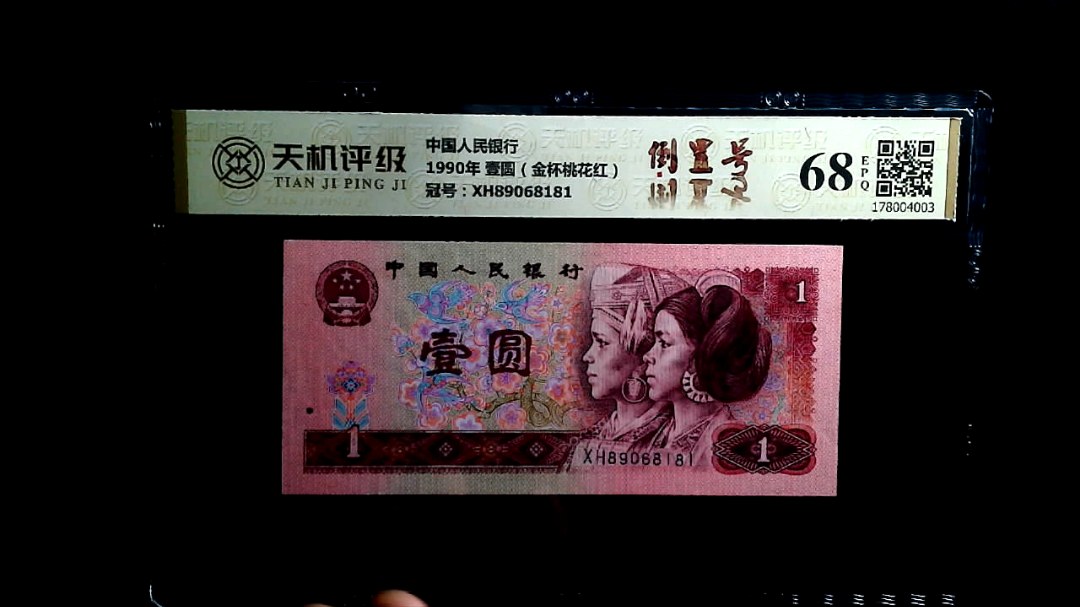 天机评级
TIAN JI PING JI
中国人民银行
1990年 壹圆（金杯桃花红）
冠号：XH89068181
倒置号
68
EPQ
178004003
中国人民银行
1
壹圆
1
XH89068181
1